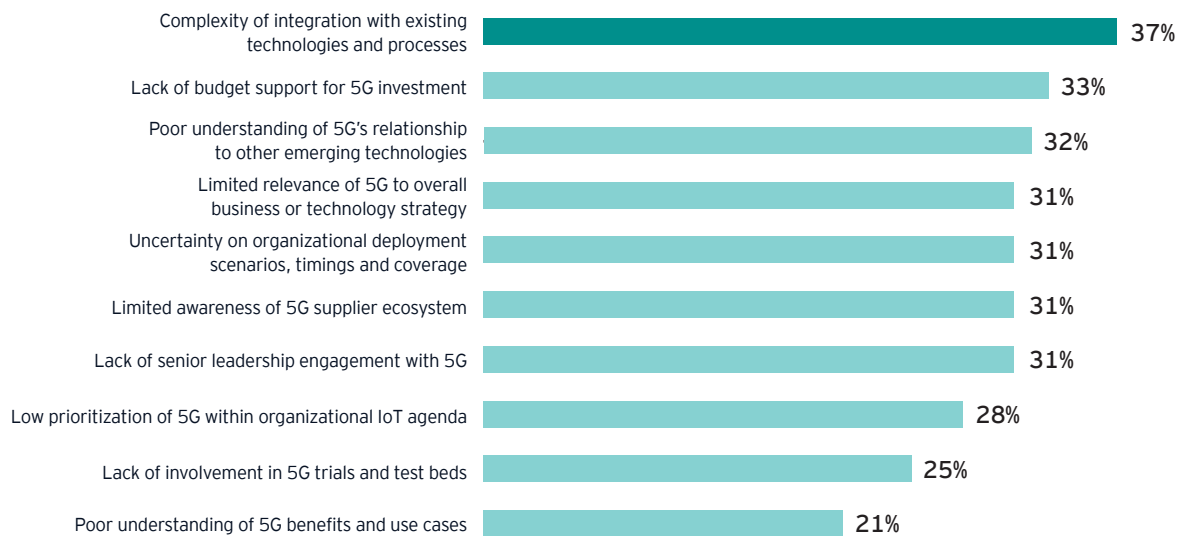 Complexity of integration with existing
technologies and processes
37%
Lack of budget support for 5G investment
33%
Poor understanding of 5G’s relationship
to other emerging technologies
32%
Limited relevance of 5G to overall
business or technology strategy
31%
Uncertainty on organizational deployment
scenarios, timings and coverage
31%
Limited awareness of 5G supplier ecosystem
31%
Lack of senior leadership engagement with 5G
31%
Low prioritization of 5G within organizational IoT agenda
28%
Lack of involvement in 5G trials and test beds
25%
Poor understanding of 5G benefits and use cases
21%